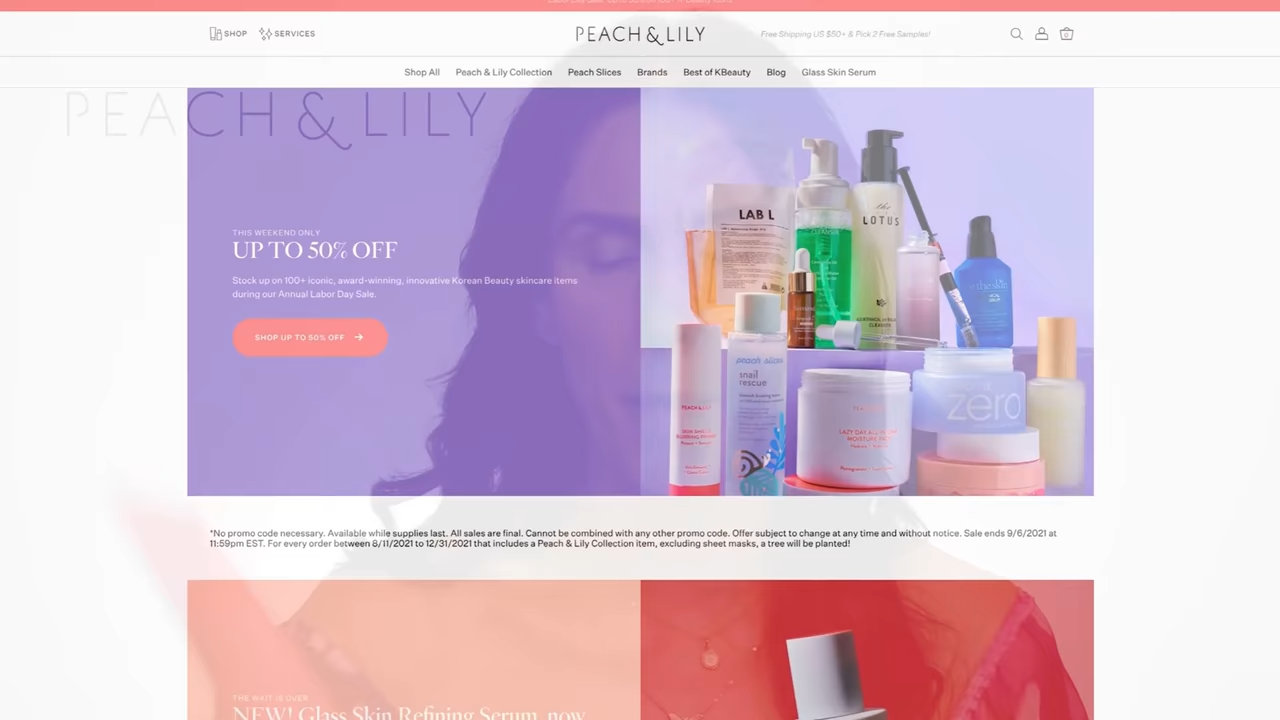 SHOP
SERVICES
PEACH & LILY
Free Shipping US $50+ & Pick 2 Free Samples!
0
Shop All
Peach & Lily Collection
Peach Slices
Brands
Best of KBeauty
Blog
Glass Skin Serum
PEACH & LILY
THIS WEEKEND ONLY
UP TO 50% OFF
Stock up on 100+ iconic, award-winning, innovative Korean Beauty skincare items
during our Annual Labor Day Sale.
SHOP UP TO 50% OFF
LAB L
the
LOTUS
peach slices
snail
rescue
PEACH & LILY
LAZY DAY
zero
*No promo code necessary. Available while supplies last. All sales are final. Cannot be combined with any other promo code. Offer subject to change at any time and without notice. Sale ends 9/6/2021 at
11:59pm EST. For every order between 8/11/2021 to 12/31/2021 that includes a Peach & Lily Collection item, excluding sheet masks, a tree will be planted!
THE WAIT IS OVER
NEW! Glass Skin Refining Serum, now